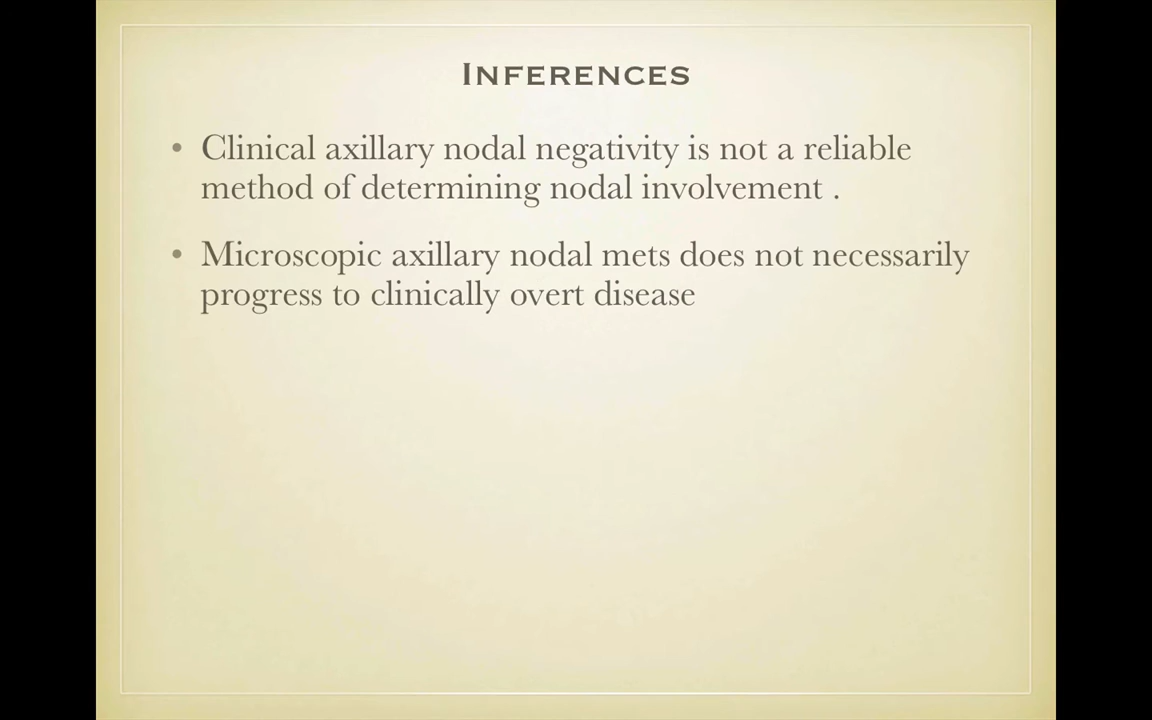 INFERENCES
• Clinical axillary nodal negativity is not a reliable
method of determining nodal involvement .
• Microscopic axillary nodal mets does not necessarily
progress to clinically overt disease